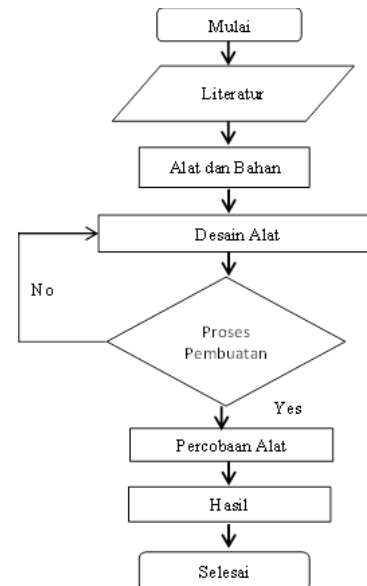 Mulai
Literatur
Alat dan Bahan
Desain Alat
No
Proses
Pembuatan
Yes
Percobaan Alat
Hasil
Selesai